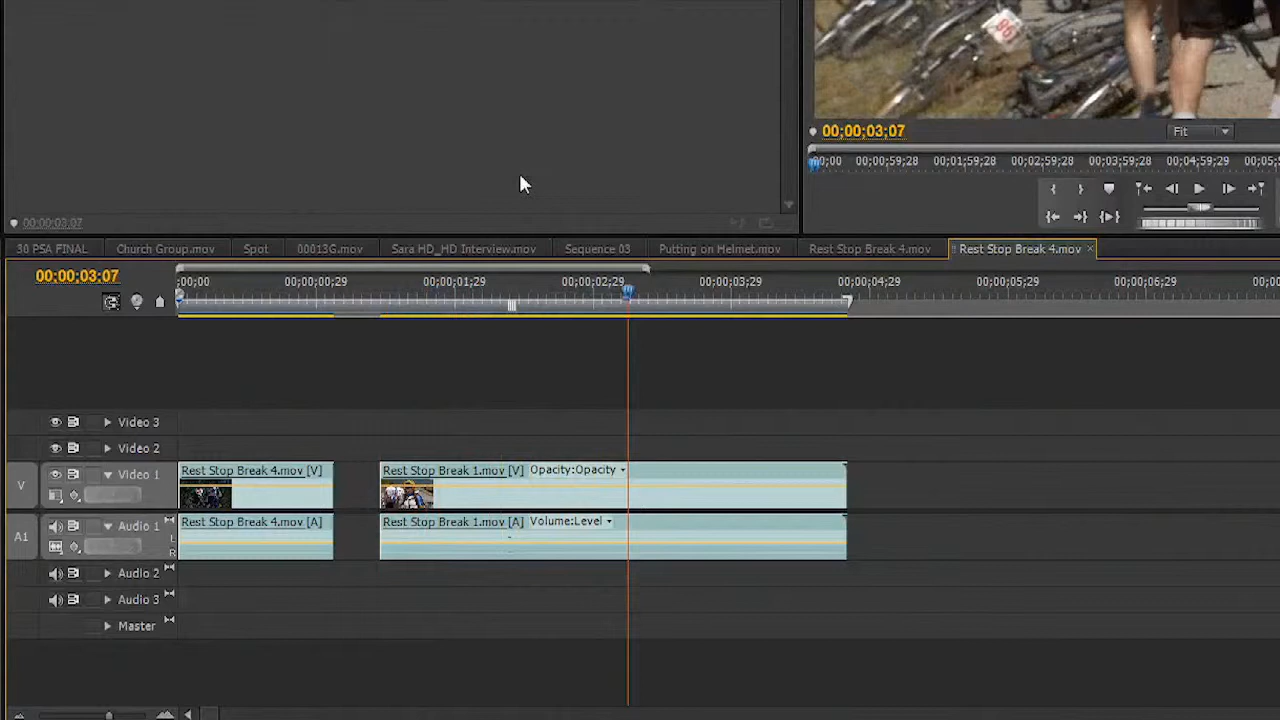 86
00;00;03;07
Fit
0;00 00;00;59;28 00;01;59;28 00;02;59;28 00;03;59;28 00;04;59;29 00;05;
00;00;03;07
30 PSA FINAL Church Group.mov Spot 00013G.mov Sara HD_HD Interview.mov Sequence 03 Putting on Helmet.mov Rest Stop Break 4.mov Rest Stop Break 4.mov ×
00;00;03;07
;00;00 00;00;00;29 00;00;01;29 00;00;02;29 00;00;03;29 00;00;04;29 00;00;05;29 00;00;06;29 00;00
Video 3
Video 2
V Video 1 Rest Stop Break 4.mov [V] Rest Stop Break 1.mov [V] Opacity:Opacity
A1 Audio 1 L R Rest Stop Break 4.mov [A] Rest Stop Break 1.mov [A] Volume:Level
Audio 2
Audio 3
Master